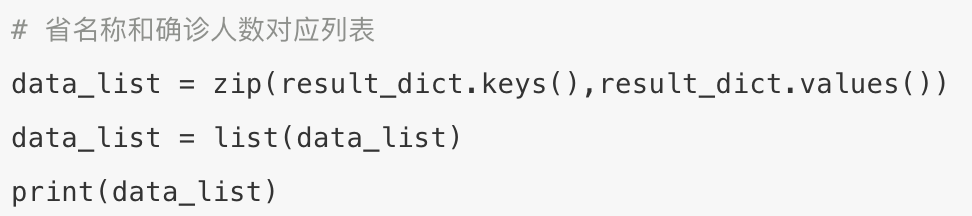 # 省名称和确诊人数对应列表
data_list = zip(result_dict.keys(),result_dict.values())
data_list = list(data_list)
print(data_list)